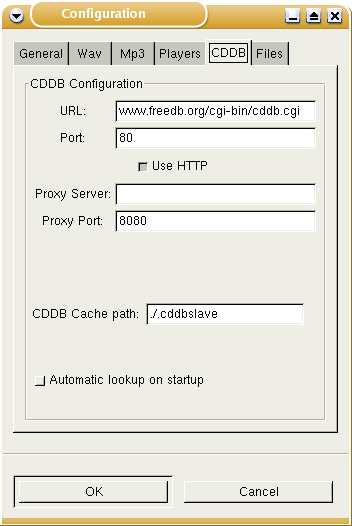 Configuration
General Wav Mp3 Players CDDB Files
CDDB Configuration
URL: www.freedb.org/cgi-bin/cddb.cgi
Port: 80
Use HTTP
Proxy Server:
Proxy Port: 8080
CDDB Cache path: ./.cddbslave
Automatic lookup on startup
OK Cancel